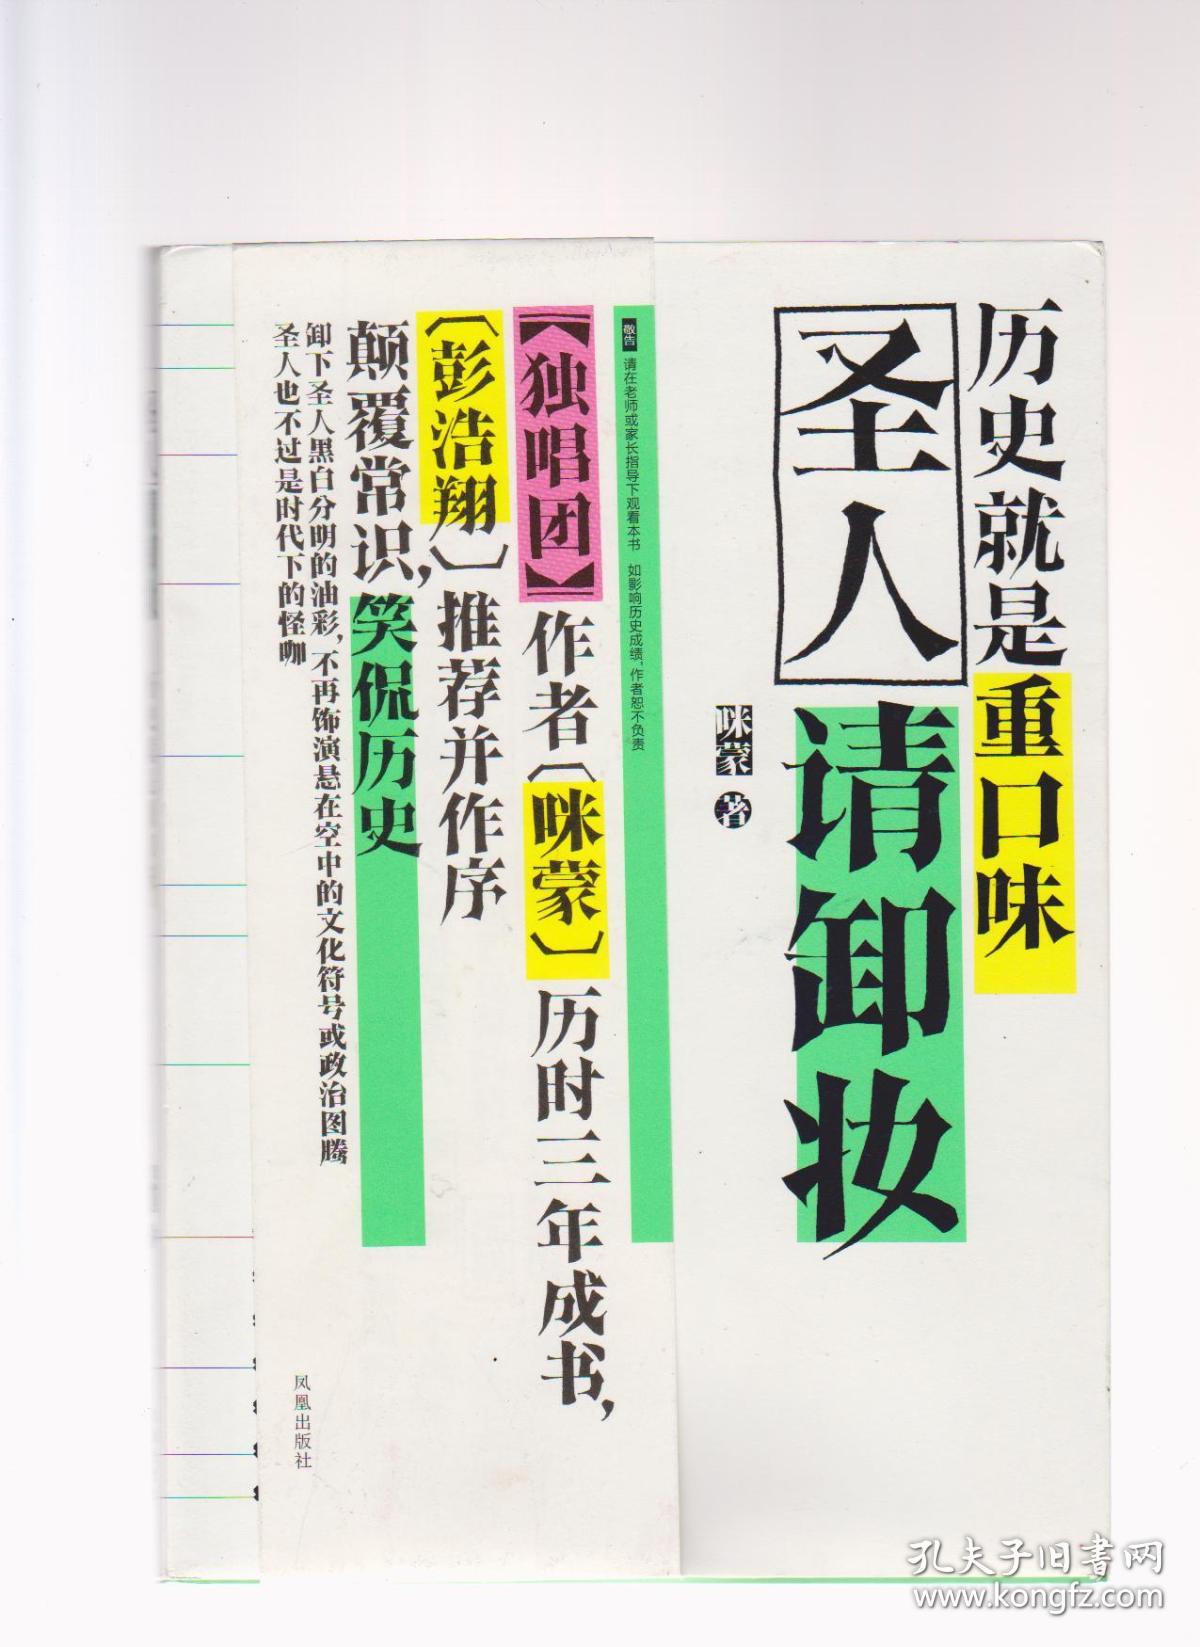 历史就是重口味
圣人请卸妆
咪蒙 著
敬告 请在老师或家长指导下观看本书 如影响历史成绩，作者恕不负责
【独唱团】作者〔咪蒙〕历时三年成书，
〔彭浩翔〕推荐并作序
颠覆常识，笑侃历史
卸下圣人黑白分明的油彩，不再饰演悬在空中的文化符号或政治图腾
圣人也不过是时代下的怪咖
凤凰出版社
孔夫子旧書网
www.kongfz.com